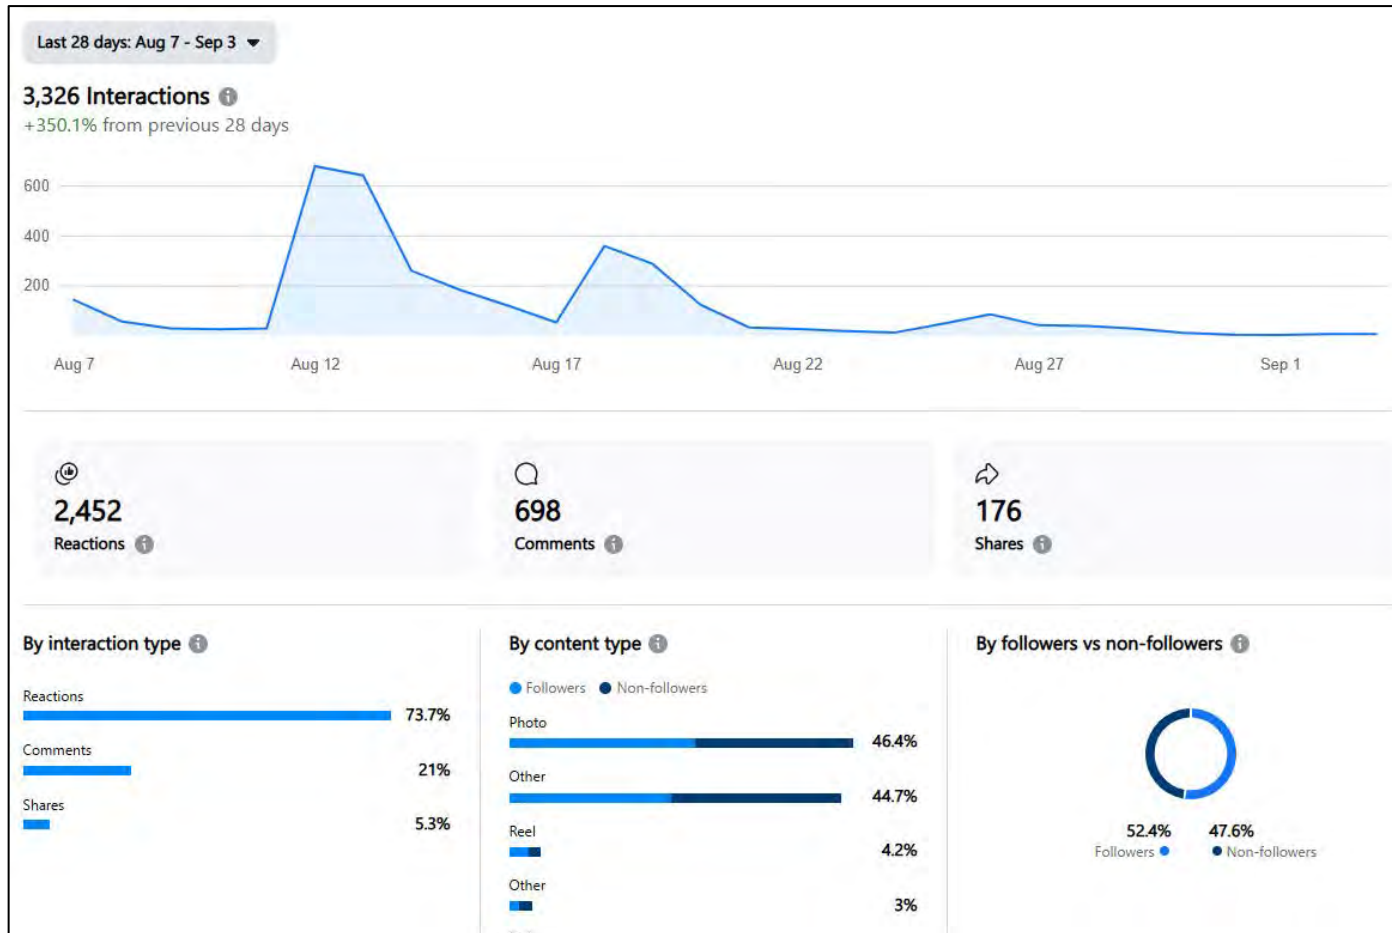 Last 28 days: Aug 7 - Sep 3
3,326 Interactions
+350.1% from previous 28 days
600
400
200
Aug 7 Aug 12 Aug 17 Aug 22 Aug 27 Sep 1
2,452
Reactions
698
Comments
176
Shares
By interaction type
Reactions
73.7%
Comments
21%
Shares
5.3%
By content type
Followers Non-followers
Photo
46.4%
Other
44.7%
Reel
4.2%
Other
3%
By followers vs non-followers
52.4% 47.6%
Followers Non-followers